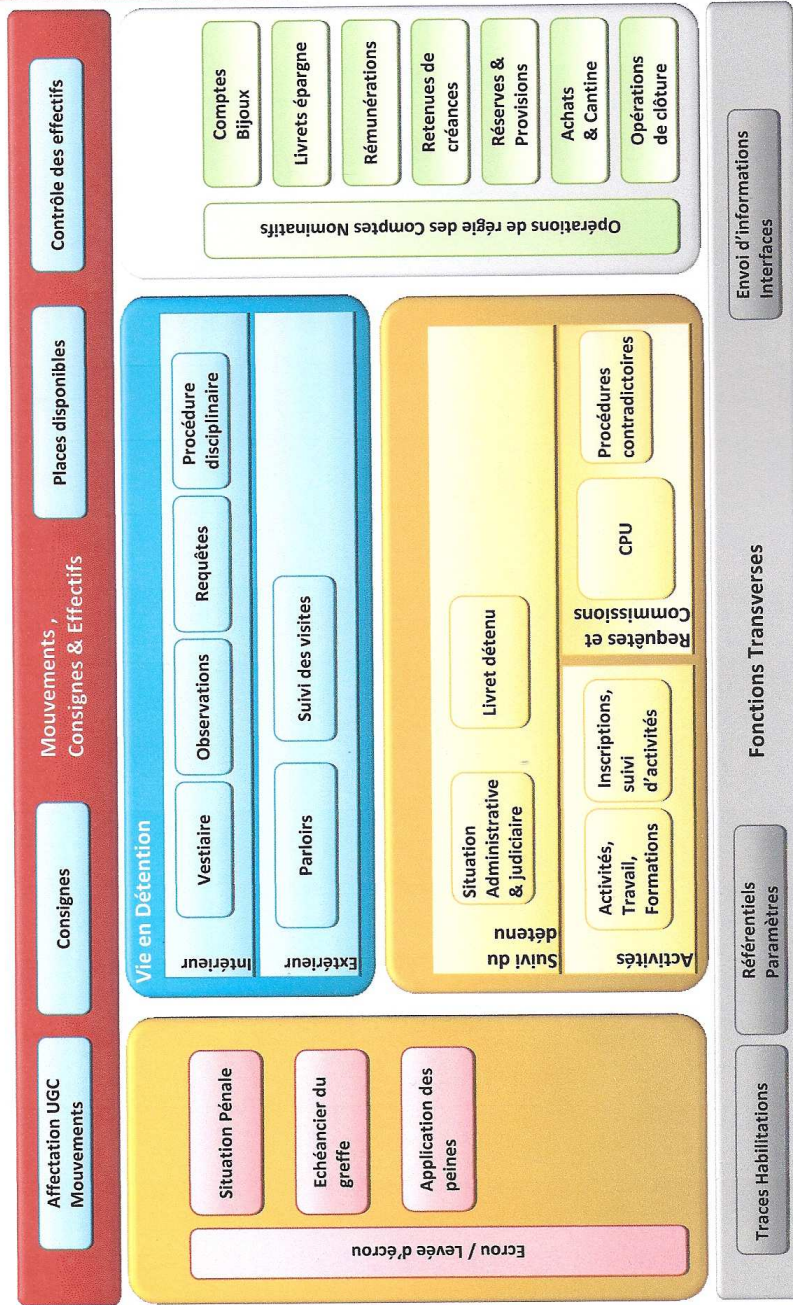 Affectation UGC
Mouvements
Consignes
Mouvements ,
Consignes & Effectifs
Places disponibles
Contrôle des effectifs
Ecrou / Levée d'écrou
Situation Pénale
Echéancier du
greffe
Application des
peines
Vie en Détention
Intérieur
Vestiaire
Observations
Requêtes
Procédure
disciplinaire
Extérieur
Parloirs
Suivi des visites
Suivi du
détenu
Situation
Administrative
& judiciaire
Livret détenu
Activités
Activités,
Travail,
Formations
Inscriptions,
suivi
d'activités
Requêtes et
Commissions
CPU
Procédures
contradictoires
Opérations de régie des Comptes Nominatifs
Comptes
Bijoux
Livrets épargne
Rémunérations
Retenues de
créances
Réserves &
Provisions
Achats
& Cantine
Opérations
de clôture
Traces Habilitations
Référentiels
Paramètres
Fonctions Transverses
Envoi d'informations
Interfaces